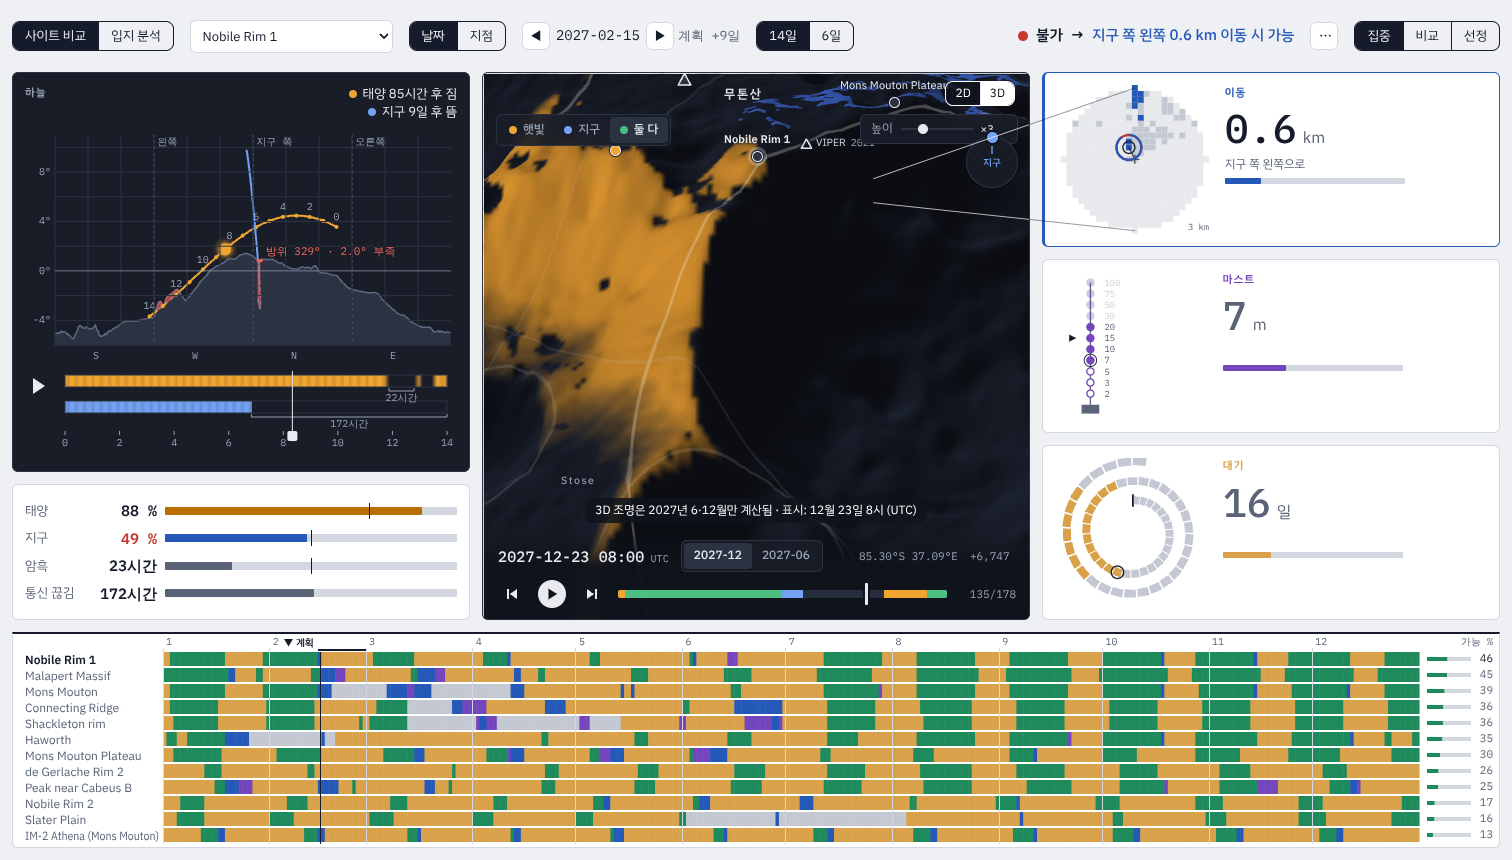 사이트 비교 입지 분석 Nobile Rim 1 날짜 지점 ◀ 2027-02-15 ▶ 계획 +9일 14일 6일 불가 → 지구 쪽 왼쪽 0.6 km 이동 시 가능 ⋯ 집중 비교 선정
하늘
태양 85시간 후 짐
지구 9일 후 뜸
왼쪽 지구 쪽 오른쪽
8°
4°
0°
-4°
14 12 10 8 6 4 2 0
방위 329° · 2.0° 부족
S W N E
22시간
172시간
0 2 4 6 8 10 12 14
태양 88 %
지구 49 %
암흑 23시간
통신 끊김 172시간
무톤산
Mons Mouton Plateau
2D 3D
햇빛 지구 둘 다
높이 ×3
Nobile Rim 1
VIPER
지구
Stose
3D 조명은 2027년 6·12월만 계산됨 · 표시: 12월 23일 8시 (UTC)
2027-12-23 08:00 UTC 2027-12 2027-06 85.30°S 37.09°E +6,747
135/178
이동
0.6 km
지구 쪽 왼쪽으로
3 km
마스트
7 m
100
75
50
30
20
15
10
7
5
3
2
대기
16 일
1 2 ▼ 계획 3 4 5 6 7 8 9 10 11 12 가능 %
Nobile Rim 1 46
Malapert Massif 45
Mons Mouton 39
Connecting Ridge 36
Shackleton rim 36
Haworth 35
Mons Mouton Plateau 30
de Gerlache Rim 2 26
Peak near Cabeus B 25
Nobile Rim 2 17
Slater Plain 16
IM-2 Athena (Mons Mouton) 13